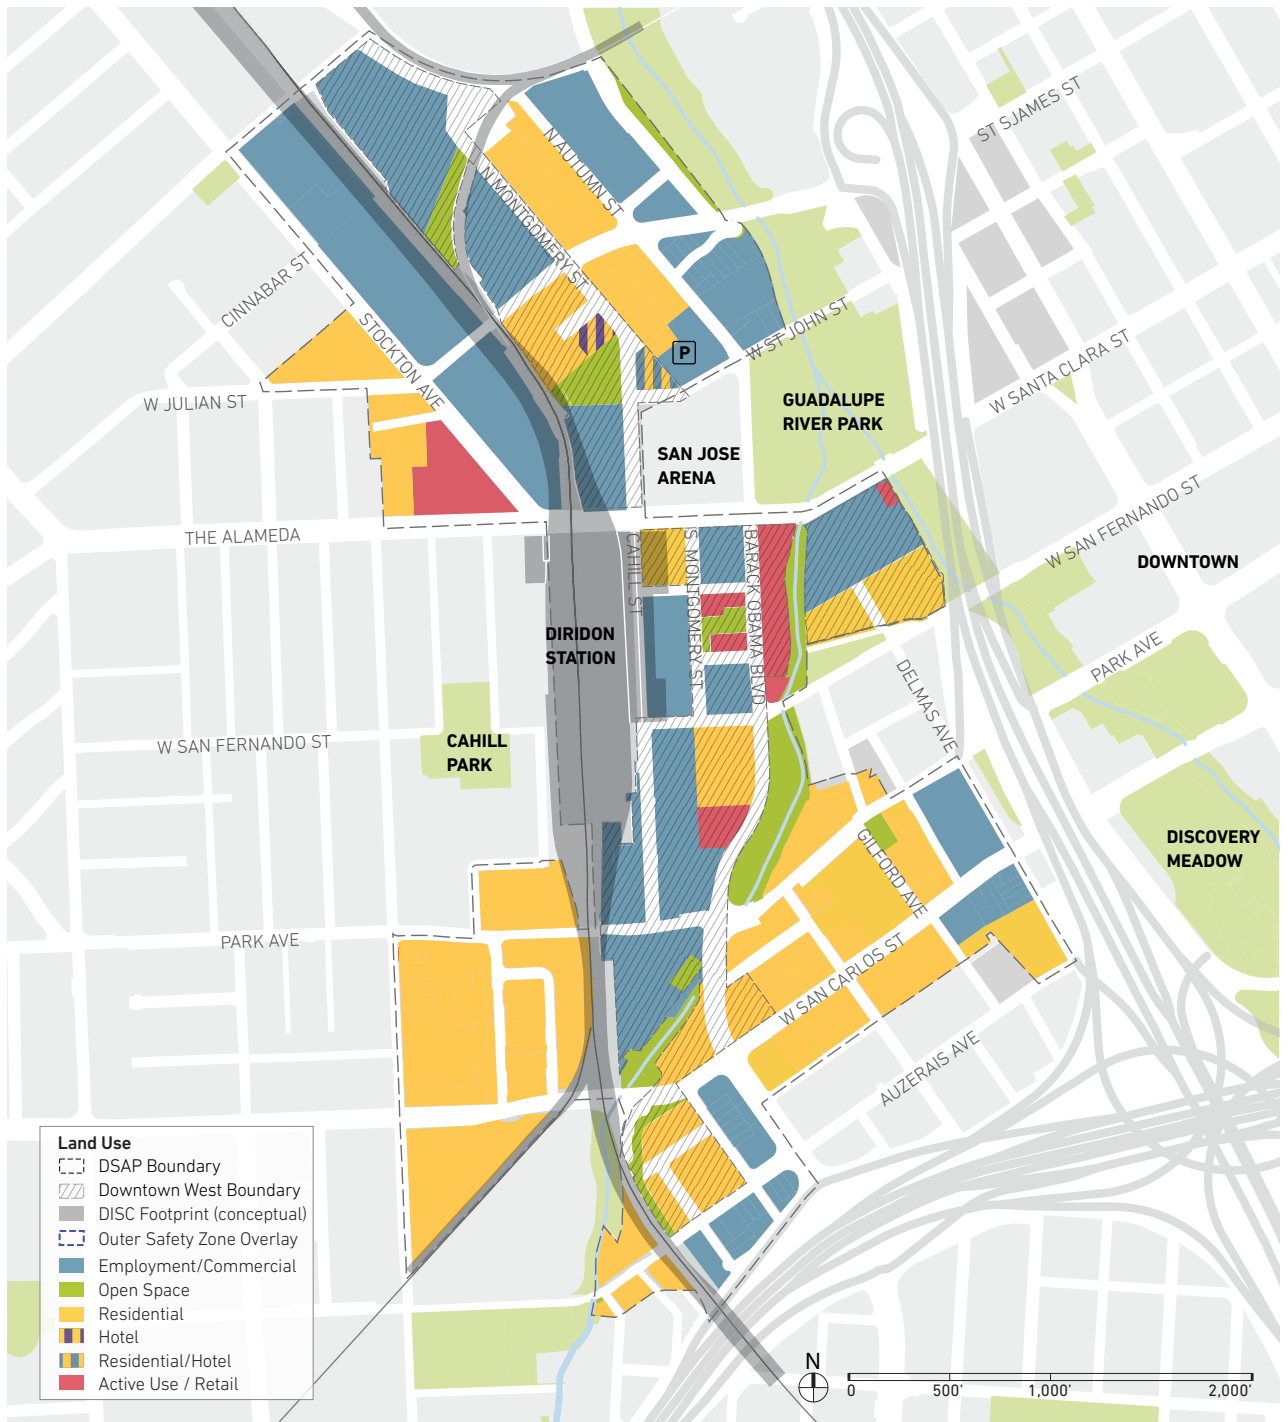 ST SJAMES ST
N AUTUMN ST
N MONTGOMERY ST
CINNABAR ST
STOCKTON AVE
W ST JOHN ST
P
W SANTA CLARA ST
W JULIAN ST
GUADALUPE
RIVER PARK
SAN JOSE
ARENA
THE ALAMEDA
W SAN FERNANDO ST
DOWNTOWN
CAHILL ST
S MONTGOMERY ST
BARACK OBAMA BLVD
DIRIDON
STATION
PARK AVE
DELMAS AVE
W SAN FERNANDO ST
CAHILL
PARK
DISCOVERY
MEADOW
GILFORD AVE
PARK AVE
W SAN CARLOS ST
AUZERAIS AVE
Land Use
DSAP Boundary
Downtown West Boundary
DISC Footprint (conceptual)
Outer Safety Zone Overlay
Employment/Commercial
Open Space
Residential
Hotel
Residential/Hotel
Active Use / Retail
N
0 500' 1,000' 2,000'